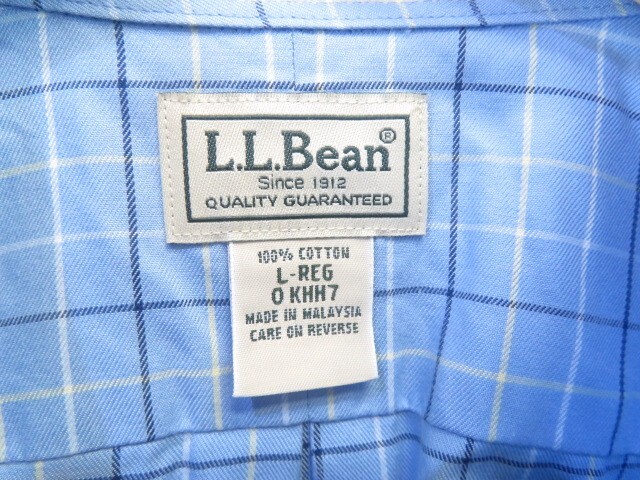 L.L.Bean®
Since 1912
QUALITY GUARANTEED
100% COTTON
L-REG
0 KHH7
MADE IN MALAYSIA
CARE ON REVERSE